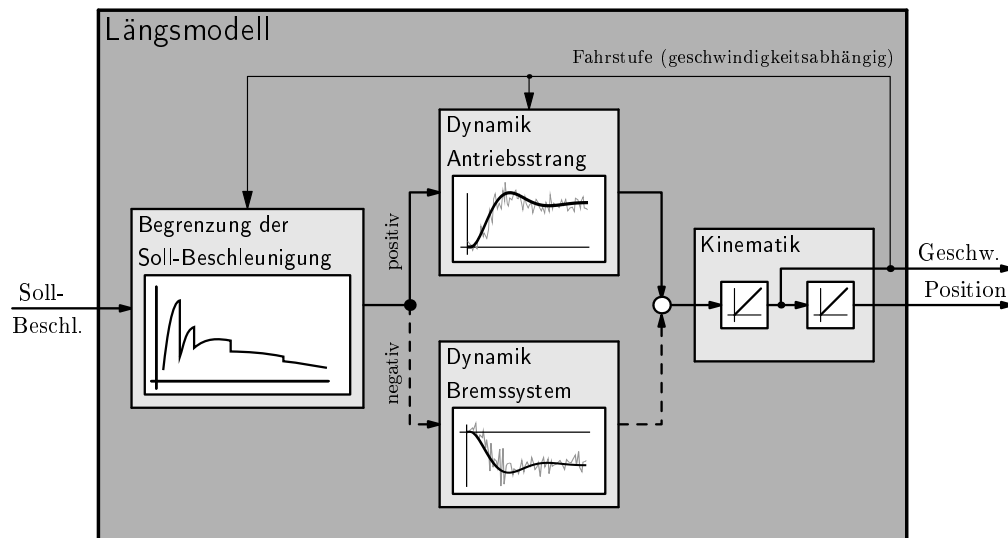 Längsmodell
Fahrstufe (geschwindigkeitsabhängig)
Dynamik
Antriebsstrang
Begrenzung der
Soll-Beschleunigung
positiv
Kinematik
Geschw.
Position
Soll-
Beschl.
negativ
Dynamik
Bremssystem